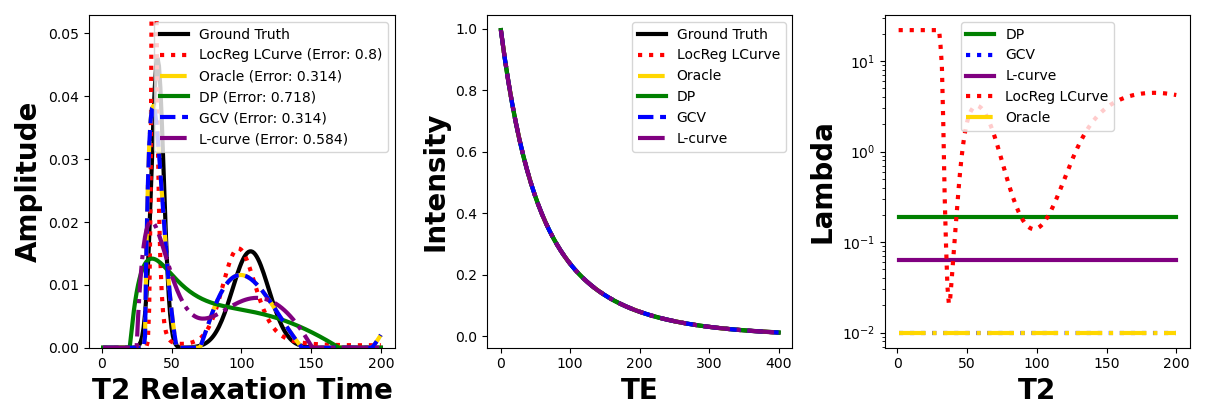 Amplitude
0.05
0.04
0.03
0.02
0.01
0.00
Ground Truth
LocReg LCurve (Error: 0.8)
Oracle (Error: 0.314)
DP (Error: 0.718)
GCV (Error: 0.314)
L-curve (Error: 0.584)
0 50 100 150 200
T2 Relaxation Time
Intensity
1.0
0.8
0.6
0.4
0.2
0.0
Ground Truth
LocReg LCurve
Oracle
DP
GCV
L-curve
0 100 200 300 400
TE
Lambda
10¹
10⁰
10⁻¹
10⁻²
DP
GCV
L-curve
LocReg LCurve
Oracle
0 50 100 150 200
T2